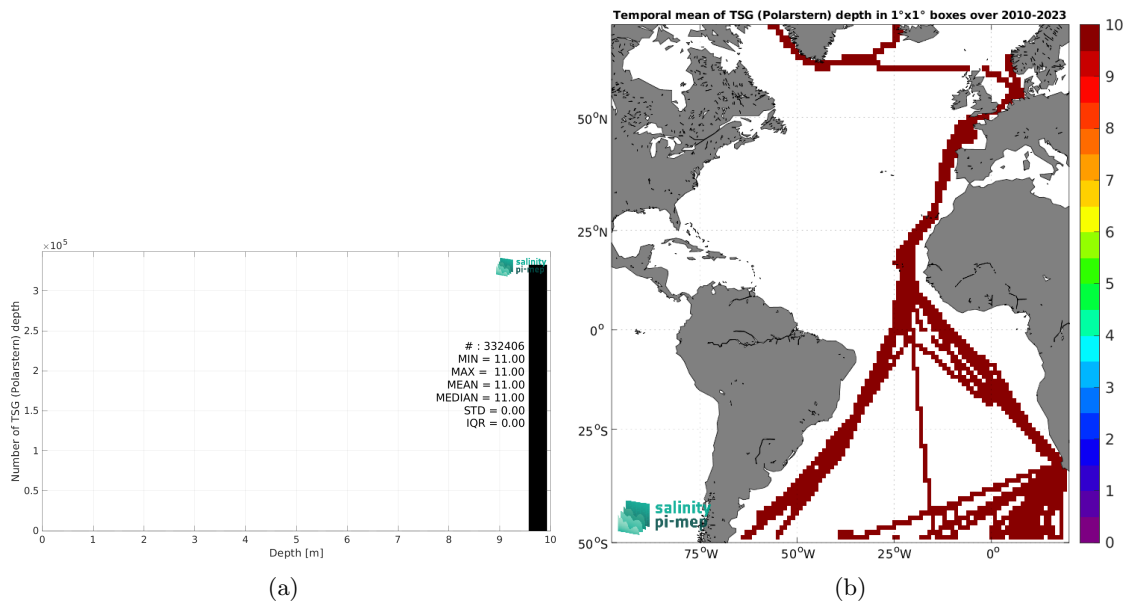 ×10⁵
3
2.5
2
1.5
1
0.5
0
0 1 2 3 4 5 6 7 8 9 10
Number of TSG (Polarstern) depth
Depth [m]
salinity
pi-mep
# : 332406
MIN = 11.00
MAX = 11.00
MEAN = 11.00
MEDIAN = 11.00
STD = 0.00
IQR = 0.00
(a)
Temporal mean of TSG (Polarstern) depth in 1°x1° boxes over 2010-2023
50°N
25°N
0°
25°S
50°S
75°W 50°W 25°W 0°
salinity
pi-mep
10
9
8
7
6
5
4
3
2
1
0
(b)